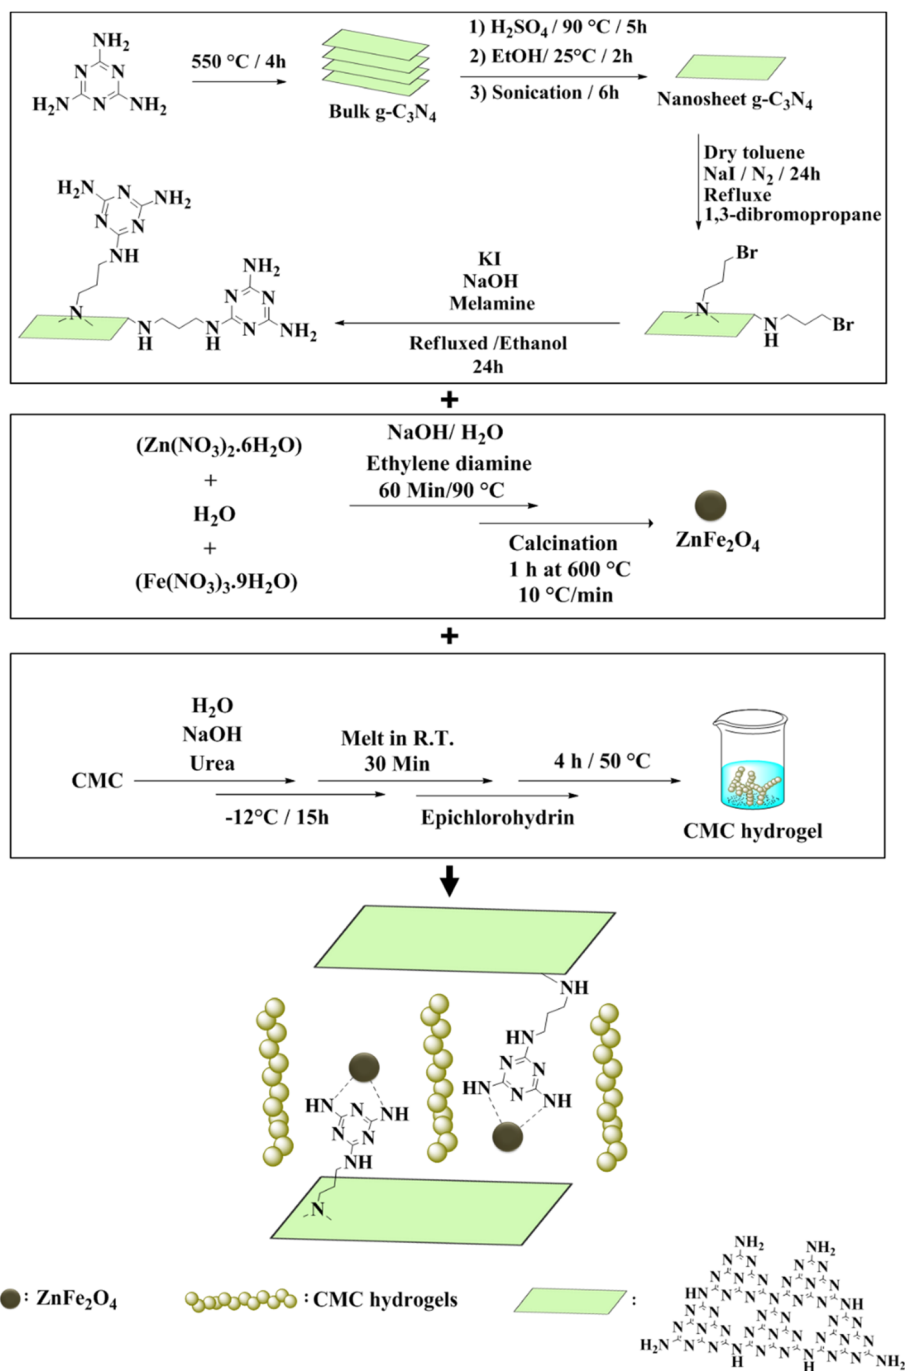 NH₂
N
N
H₂N
N
NH₂
550 °C / 4h
Bulk g-C₃N₄
1) H₂SO₄ / 90 °C / 5h
2) EtOH/ 25°C / 2h
3) Sonication / 6h
Nanosheet g-C₃N₄
Dry toluene
NaI / N₂ / 24h
Refluxe
1,3-dibromopropane
Br
N
N
H
Br
KI
NaOH
Melamine
Refluxed /Ethanol
24h
H₂N
N
NH₂
N
N
NH
N
N
H
N
H
NH₂
N
N
N
NH₂
+
(Zn(NO₃)₂.6H₂O)
+
H₂O
+
(Fe(NO₃)₃.9H₂O)
NaOH/ H₂O
Ethylene diamine
60 Min/90 °C
Calcination
1 h at 600 °C
10 °C/min
ZnFe₂O₄
+
CMC
H₂O
NaOH
Urea
-12°C / 15h
Melt in R.T.
30 Min
Epichlorohydrin
4 h / 50 °C
CMC hydrogel
NH
HN
N
N
N
HN
NH
HN
N
NH
N
N
NH
N
: ZnFe₂O₄
: CMC hydrogels
:
NH₂
NH₂
N
N
N
N
N
N
N
N
N
N
N
N
N
N
HN
N
N
N
N
NH
N
N
N
N
N
N
N
N
N
N
N
N
H₂N
N
N
N
N
N
N
N
NH₂
H
H